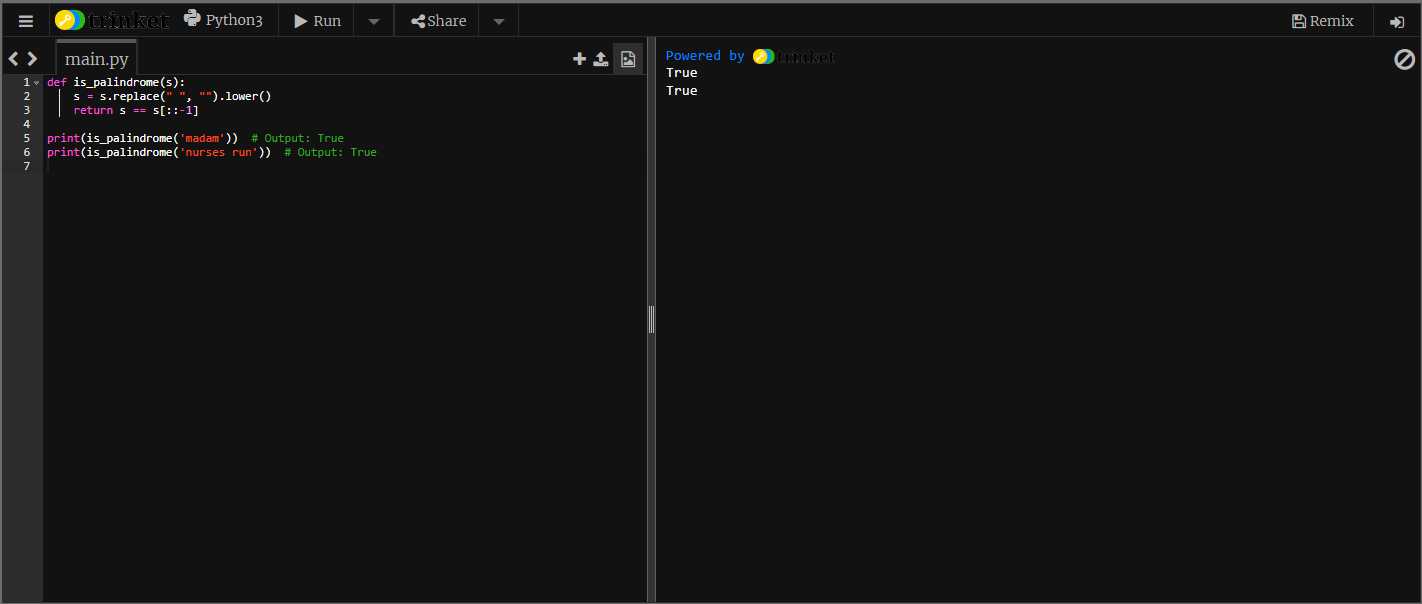 trinket Python3 Run Share Remix
main.py
1 def is_palindrome(s):
2 s = s.replace(" ", "").lower()
3 return s == s[::-1]
4
5 print(is_palindrome('madam')) # Output: True
6 print(is_palindrome('nurses run')) # Output: True
7
Powered by trinket
True
True